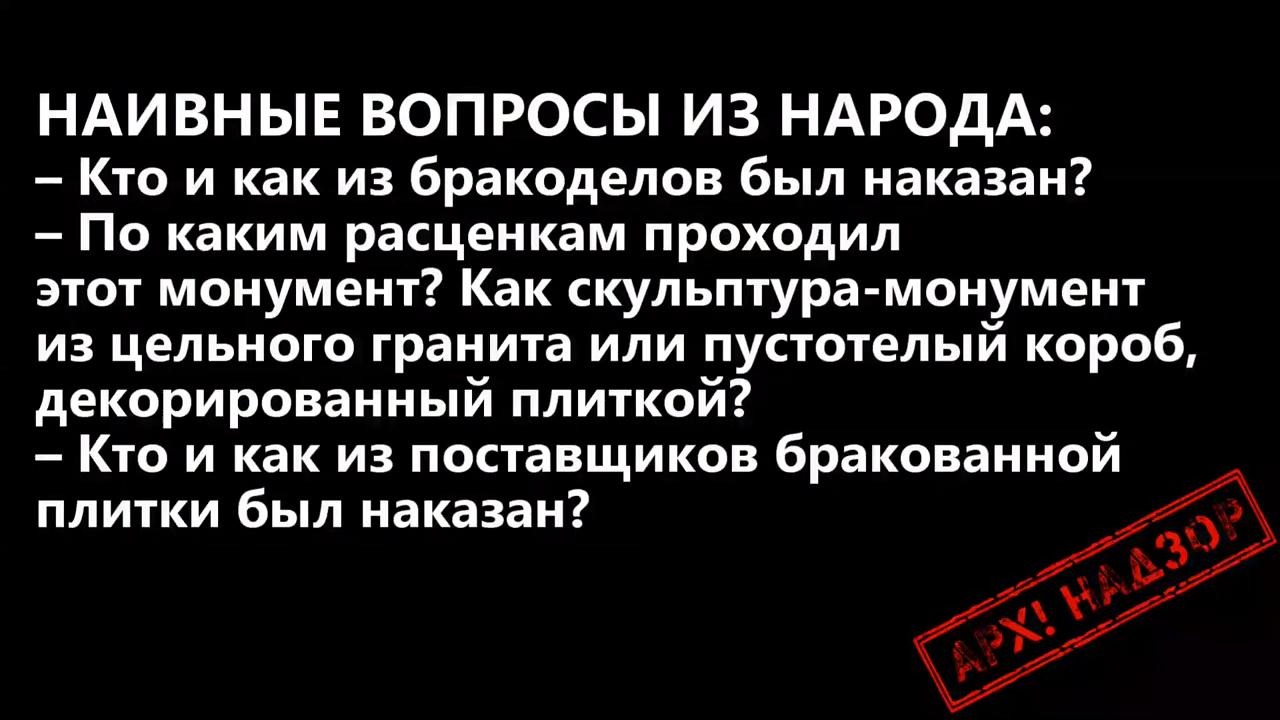 НАИВНЫЕ ВОПРОСЫ ИЗ НАРОДА:
– Кто и как из бракоделов был наказан?
– По каким расценкам проходил
этот монумент? Как скульптура-монумент
из цельного гранита или пустотелый короб,
декорированный плиткой?
– Кто и как из поставщиков бракованной
плитки был наказан?
АРХ! НАДЗОР